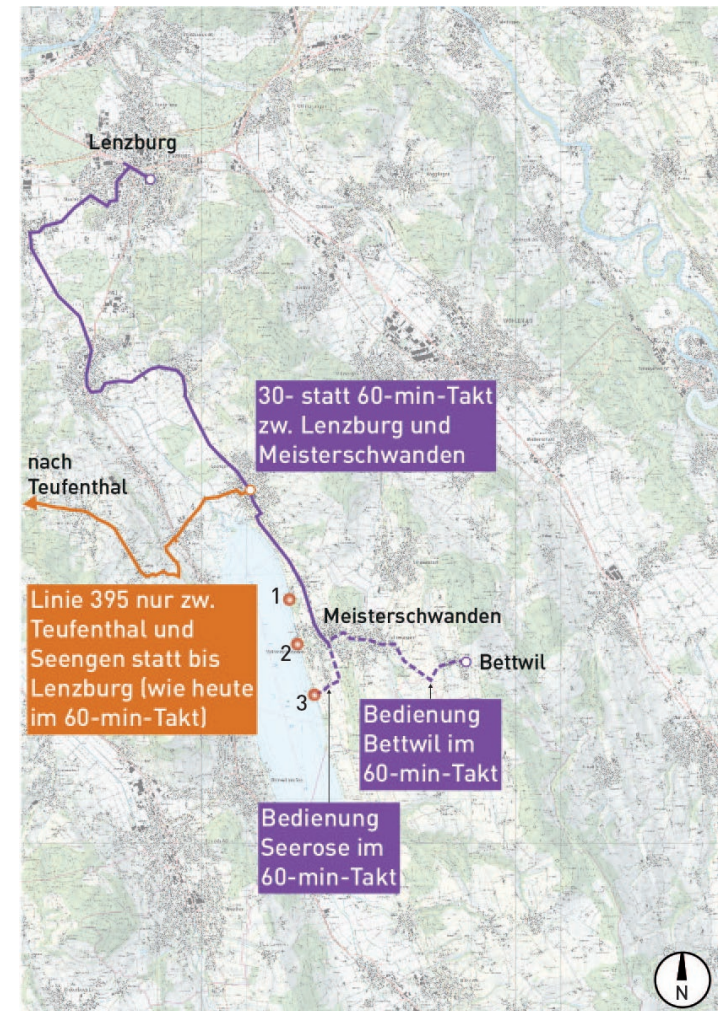 Lenzburg
30- statt 60-min-Takt
zw. Lenzburg und
Meisterschwanden
nach
Teufenthal
Linie 395 nur zw.
Teufenthal und
Seengen statt bis
Lenzburg (wie heute
im 60-min-Takt)
1
2
3
Meisterschwanden
Bettwil
Bedienung
Bettwil im
60-min-Takt
Bedienung
Seerose im
60-min-Takt
N